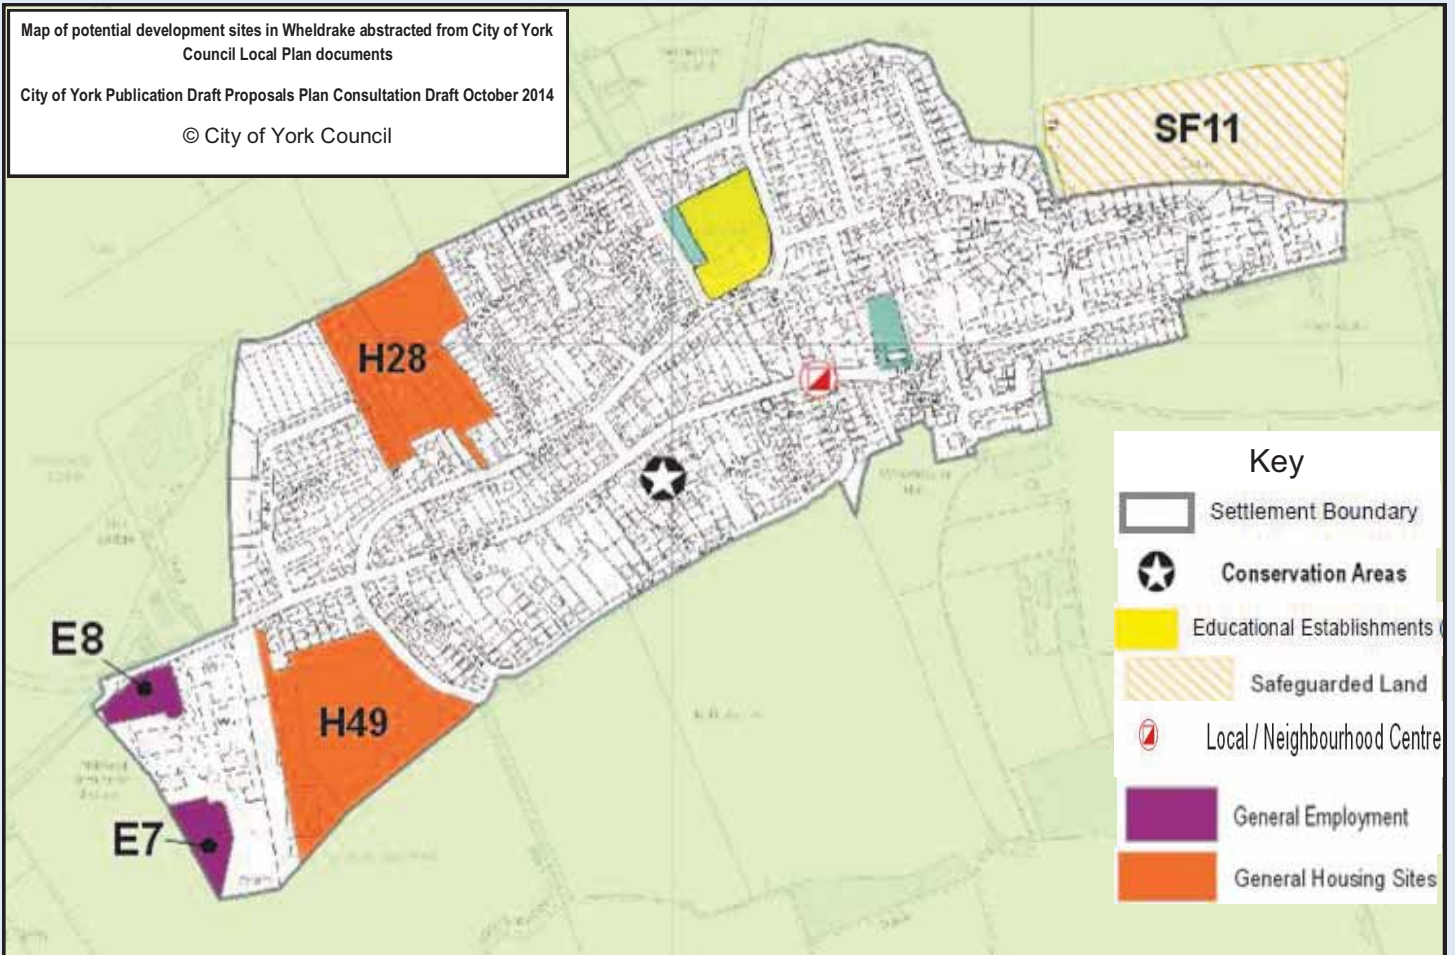 Map of potential development sites in Wheldrake abstracted from City of York
Council Local Plan documents
City of York Publication Draft Proposals Plan Consultation Draft October 2014
© City of York Council
SF11
H28
E8
H49
E7
Key
Settlement Boundary
Conservation Areas
Educational Establishments (
Safeguarded Land
Local / Neighbourhood Centre
General Employment
General Housing Sites